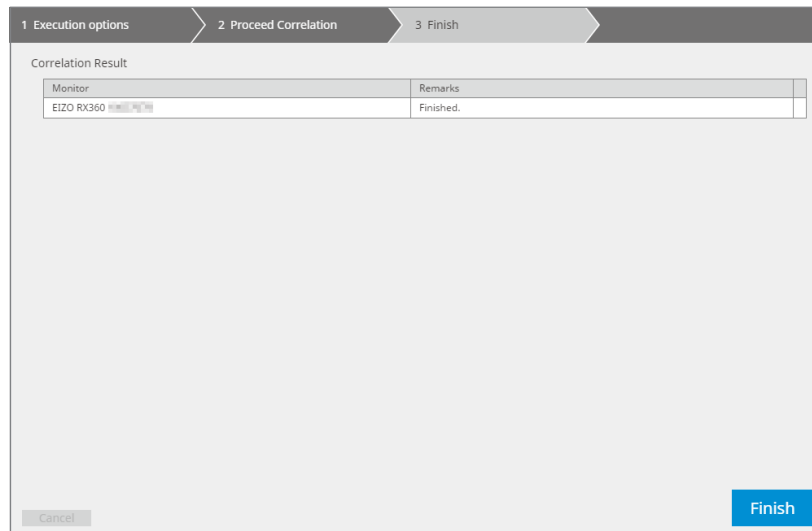 1 Execution options 2 Proceed Correlation 3 Finish
Correlation Result
Monitor Remarks
EIZO RX360 Finished.
Cancel Finish